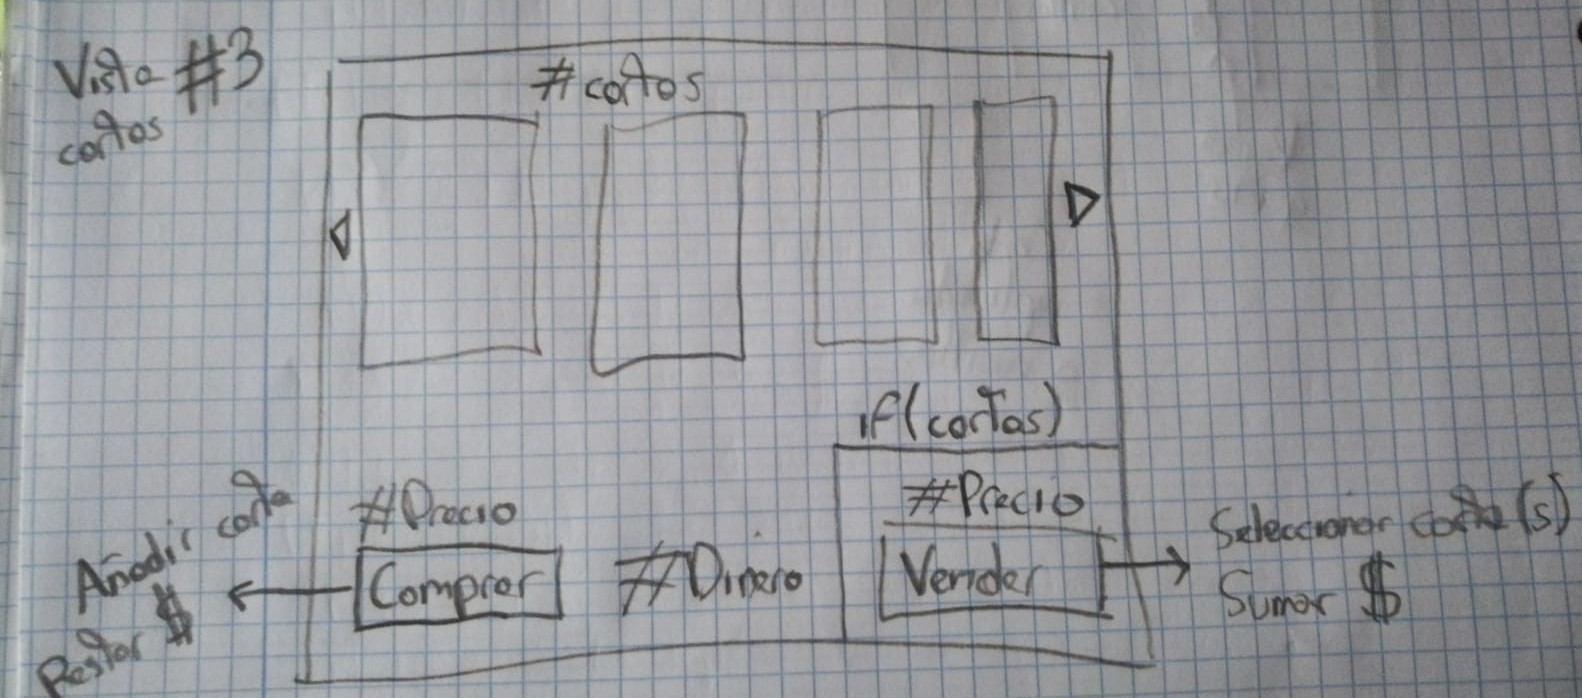 Vista #3
cartas
#cartas
if(cartas)
#Precio
#Precio
Añadir carta
Restar $
Comprar
#Dinero
Vender
Seleccionar carta(s)
Sumar $